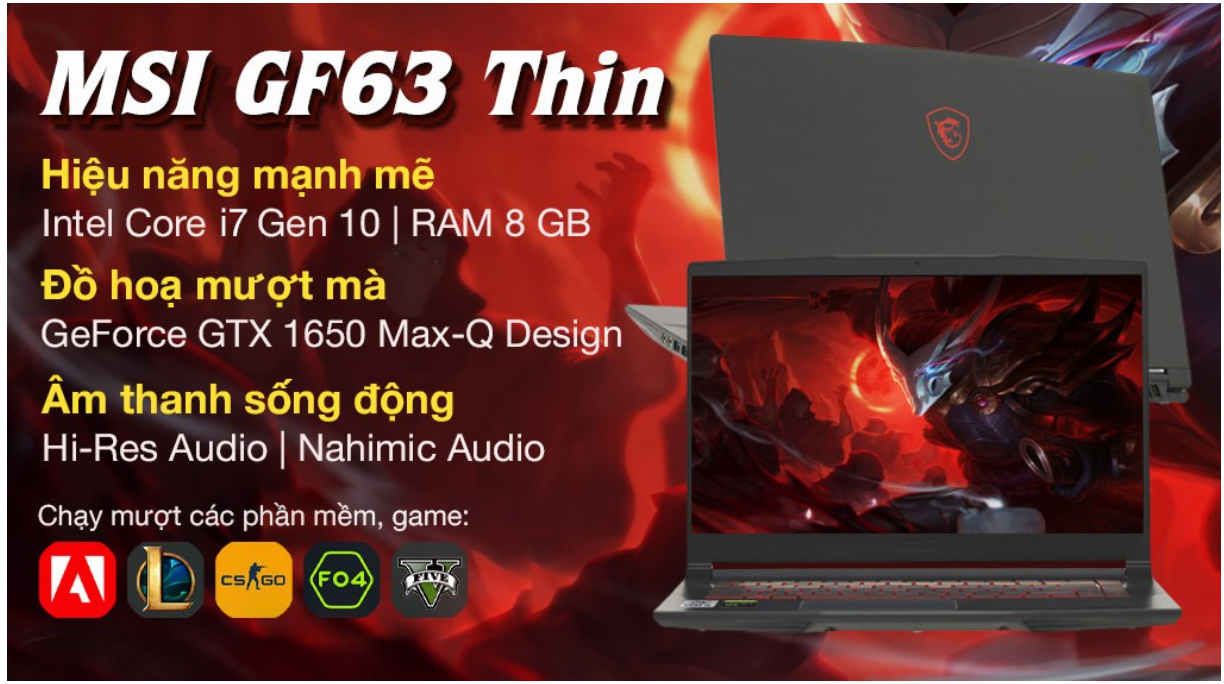 MSI GF63 Thin
Hiệu năng mạnh mẽ
Intel Core i7 Gen 10 | RAM 8 GB
Đồ hoạ mượt mà
GeForce GTX 1650 Max-Q Design
Âm thanh sống động
Hi-Res Audio | Nahimic Audio
Chạy mượt các phần mềm, game:
CS GO
FO4
FIVE